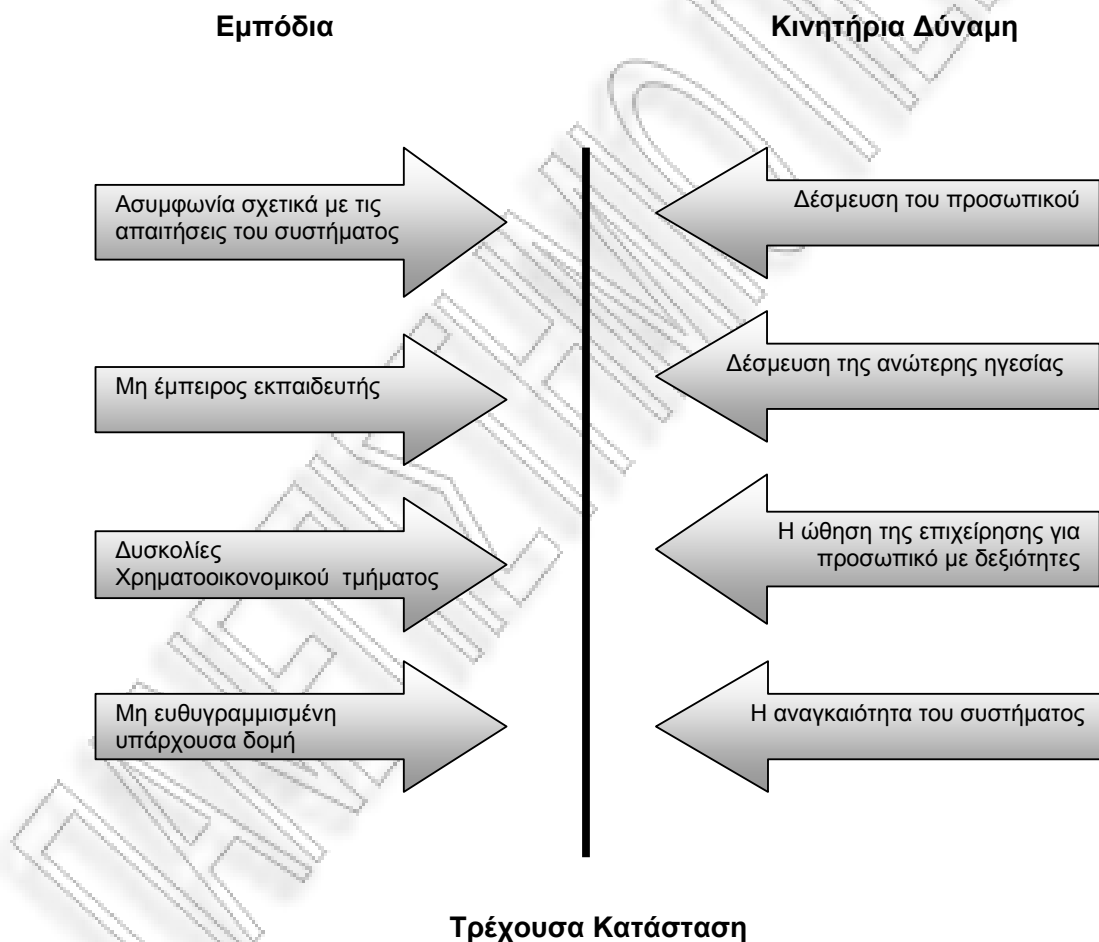 Εμπόδια
Κινητήρια Δύναμη
Ασυμφωνία σχετικά με τις
απαιτήσεις του συστήματος
Δέσμευση του προσωπικού
Μη έμπειρος εκπαιδευτής
Δέσμευση της ανώτερης ηγεσίας
Δυσκολίες
Χρηματοοικονομικού τμήματος
Η ώθηση της επιχείρησης για
προσωπικό με δεξιότητες
Μη ευθυγραμμισμένη
υπάρχουσα δομή
Η αναγκαιότητα του συστήματος
Τρέχουσα Κατάσταση